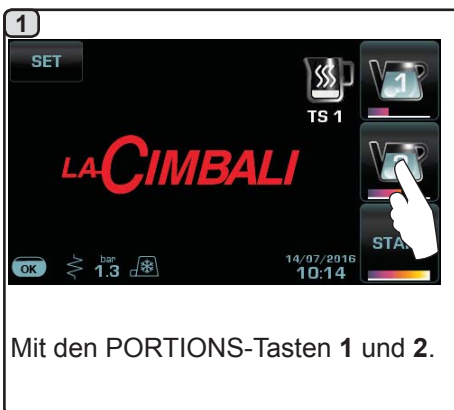 1
SET
1
TS 1
LA CIMBALI
STA
OK
bar
1.3
14/07/2016
10:14
Mit den PORTIONS-Tasten 1 und 2.